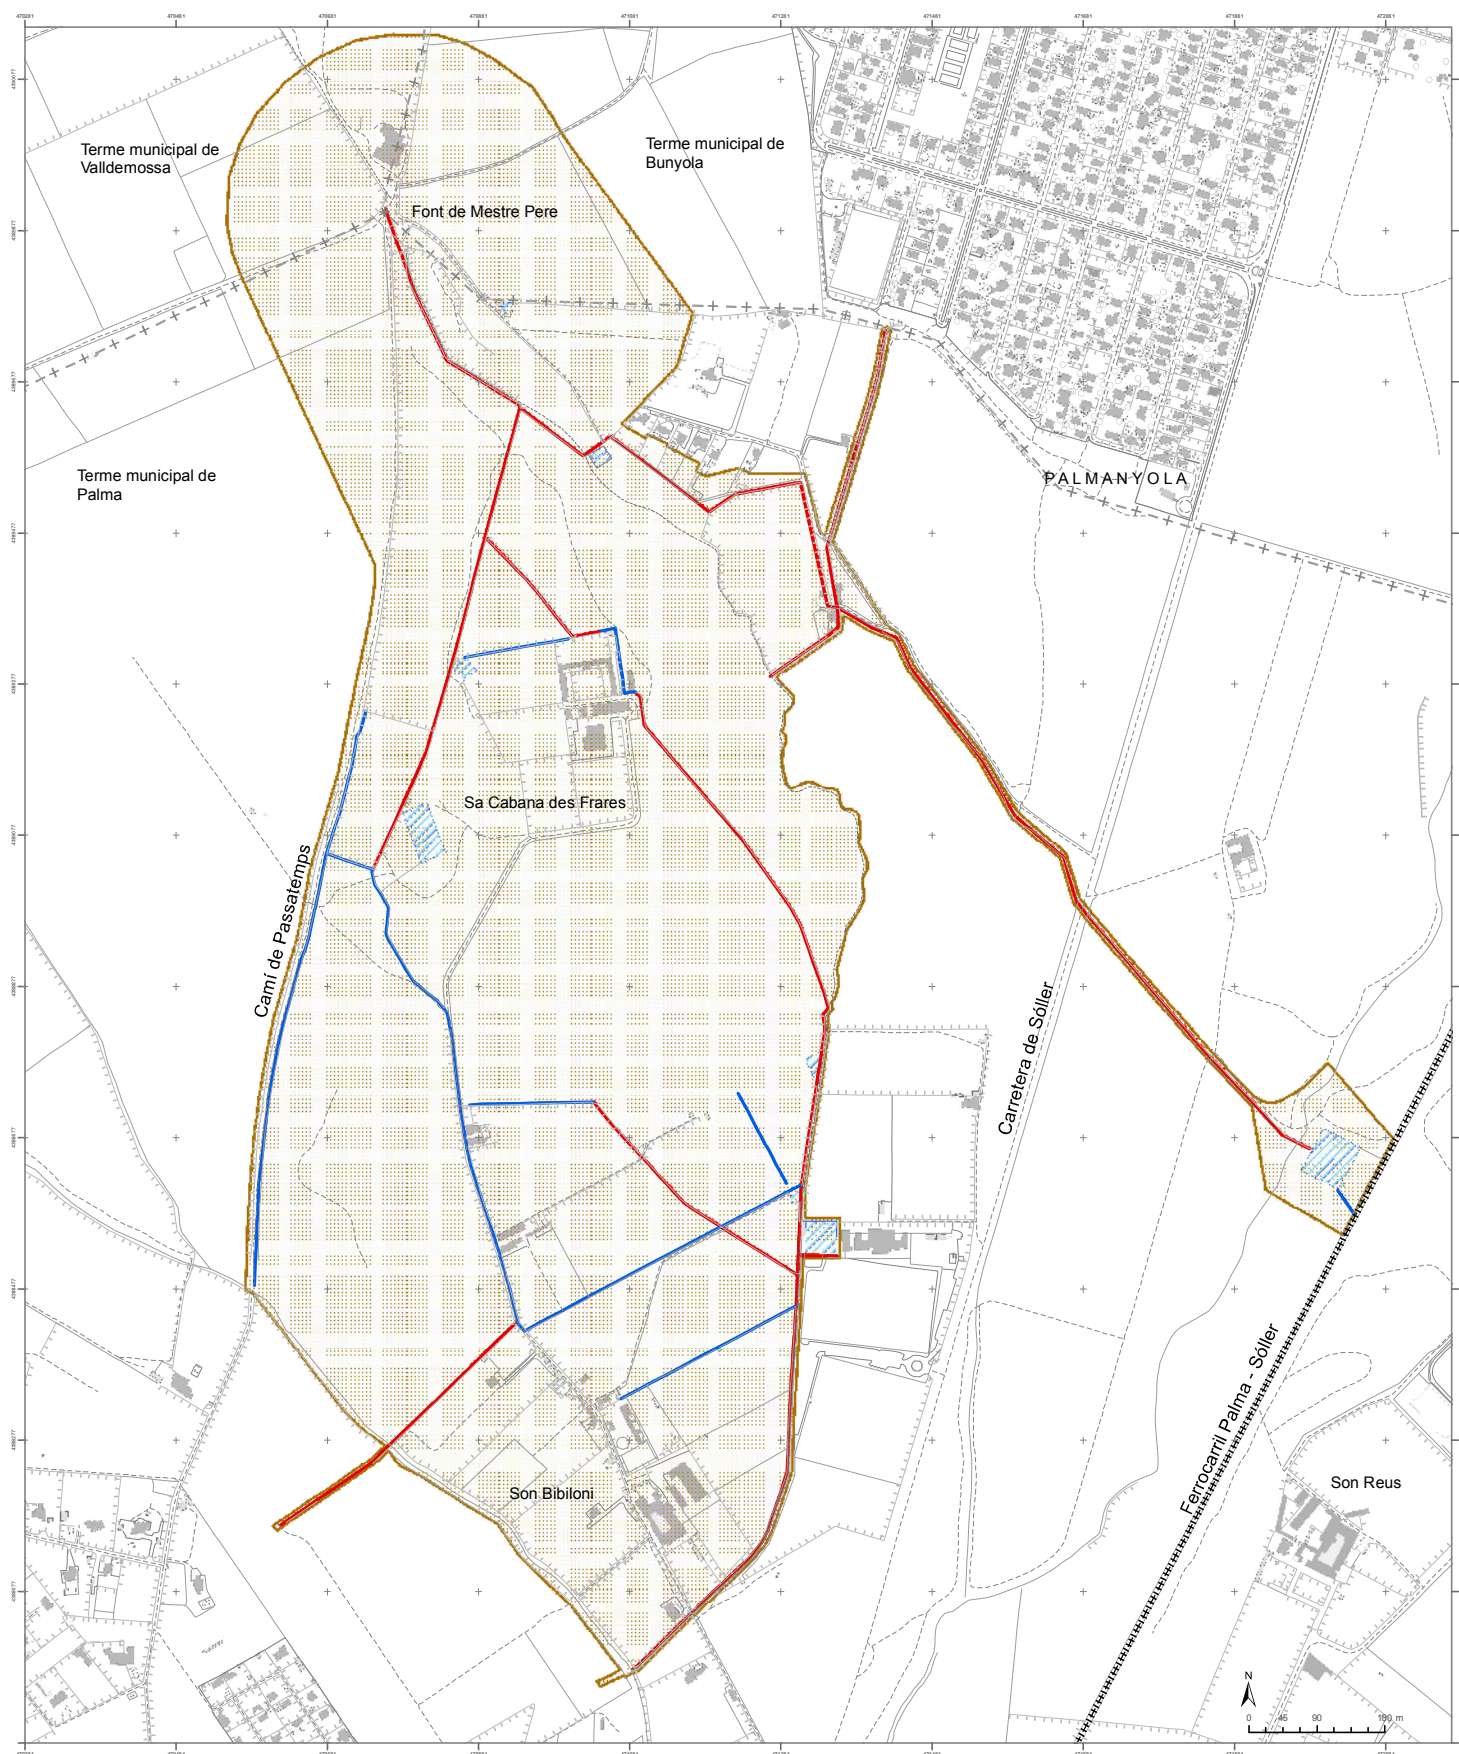 Terme municipal de
Valldemossa
Terme municipal de
Bunyola
Font de Mestre Pere
Terme municipal de
Palma
PALMANYOLA
Sa Cabana des Frares
Camí de Passatemps
Carretera de Sóller
Ferrocarril Palma - Sóller
Son Bibiloni
Son Reus
N
0 45 90 180 m